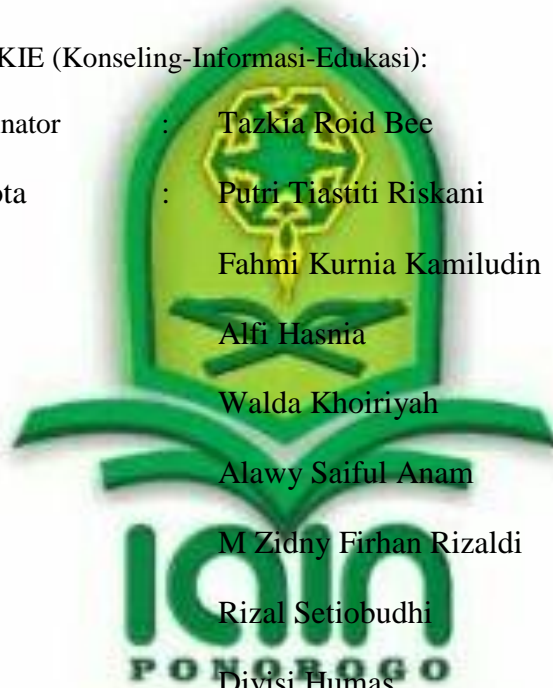 KIE (Konseling-Informasi-Edukasi):
nator : Tazkia Roid Bee
ota : Putri Tiastiti Riskani
Fahmi Kurnia Kamiludin
Alfi Hasnia
Walda Khoiriyah
Alawy Saiful Anam
M Zidny Firhan Rizaldi
Rizal Setiobudhi
Divisi Humas
iain
PONOROGO